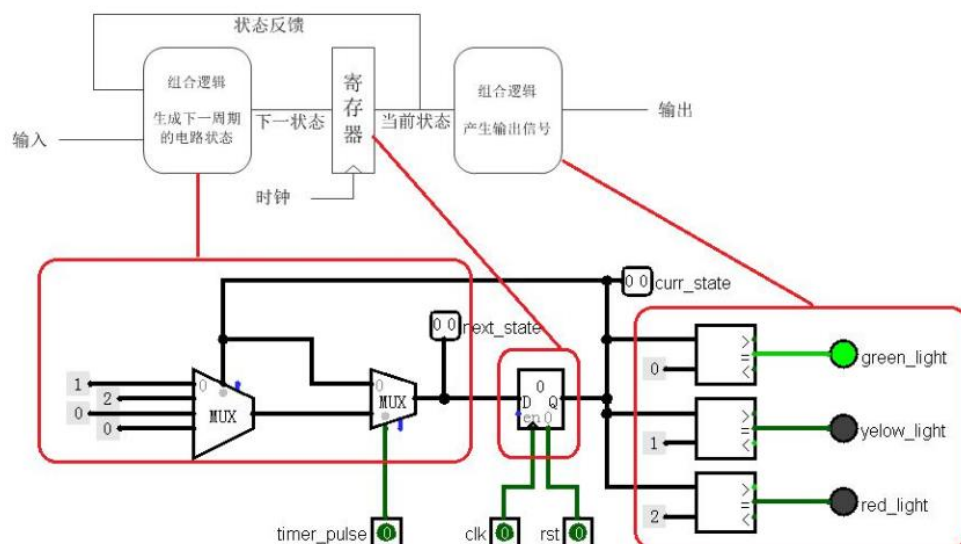 状态反馈
组合逻辑
生成下一周期
的电路状态
输入
下一状态
寄存器
当前状态
时钟
组合逻辑
产生输出信号
输出
0 0 curr_state
0 0
next_state
1
2
0
0
0
MUX
0
MUX
0
D Q
en 0
timer_pulse 0
clk 0
rst 0
0
>
=
<
green_light
1
>
=
<
yelow_light
2
>
=
<
red_light